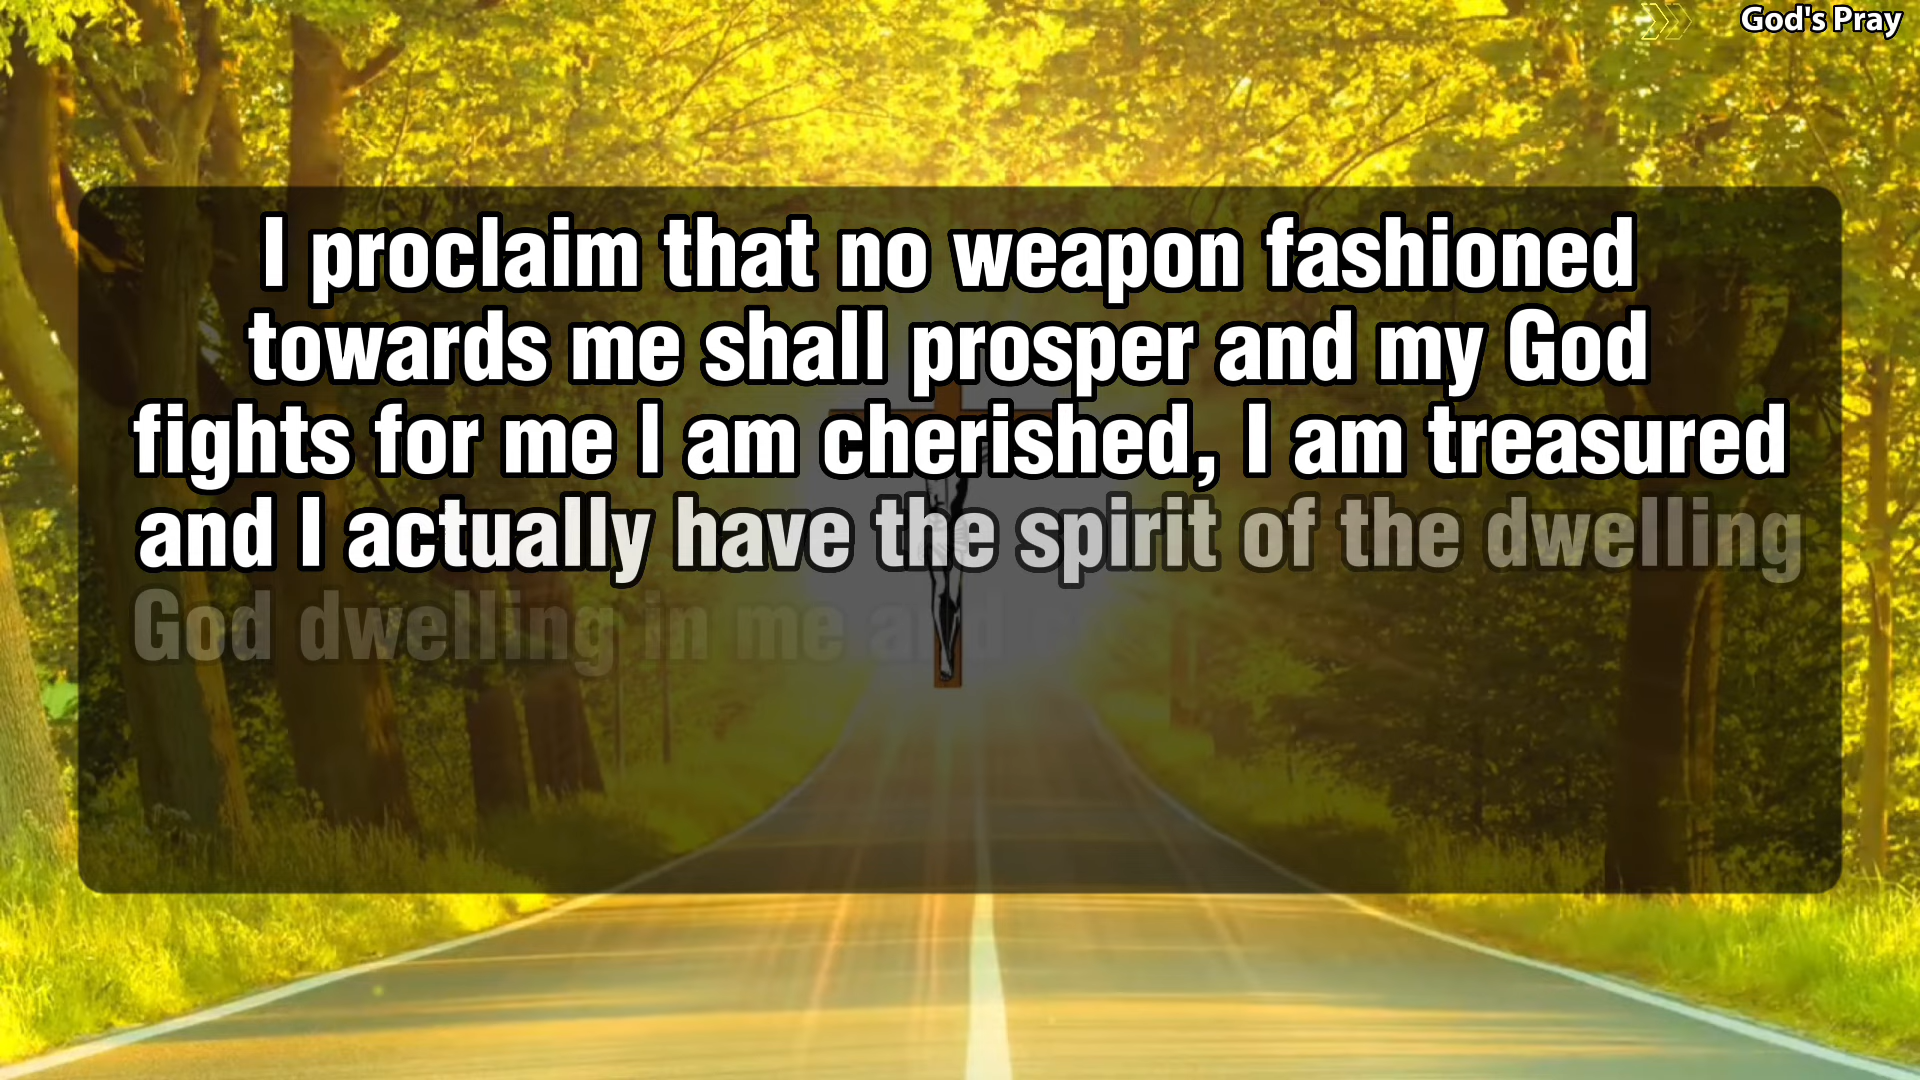 God's Pray
I proclaim that no weapon fashioned
towards me shall prosper and my God
fights for me I am cherished, I am treasured
and I actually have the spirit of the dwelling
God dwelling in me and